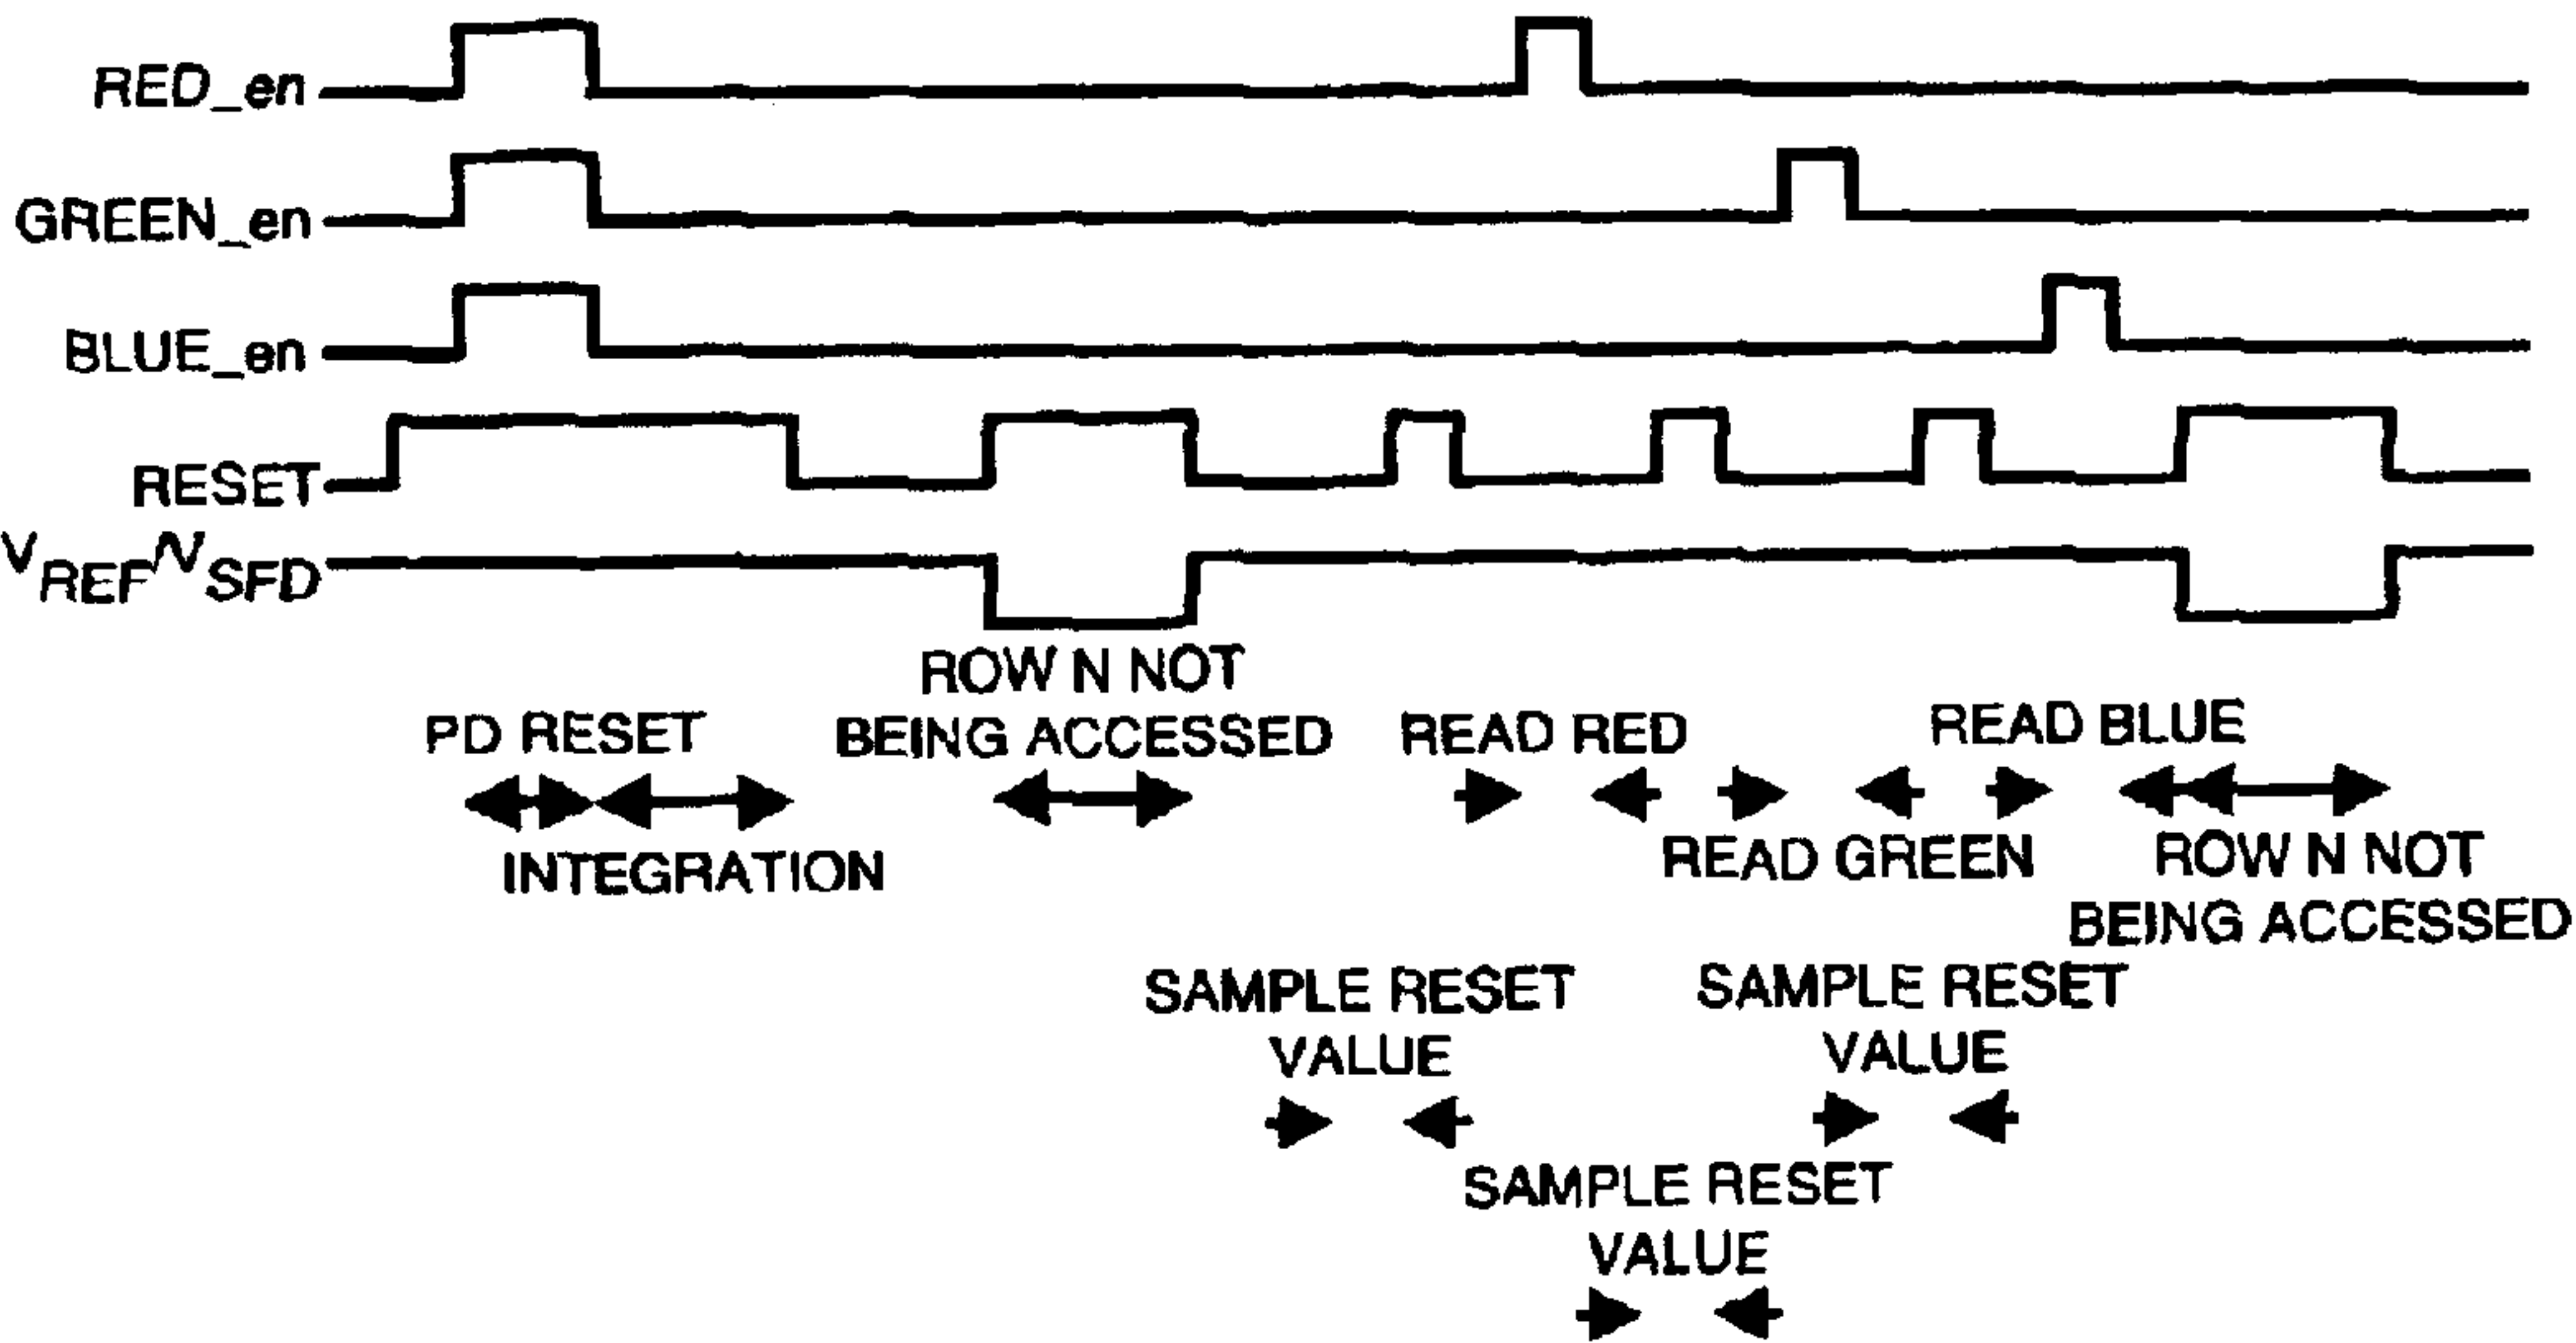 RED_en
GREEN_en
BLUE_en
RESET
VREF/VSFD
ROW N NOT
BEING ACCESSED
PD RESET
INTEGRATION
READ RED
READ GREEN
READ BLUE
ROW N NOT
BEING ACCESSED
SAMPLE RESET
VALUE
SAMPLE RESET
VALUE
SAMPLE RESET
VALUE